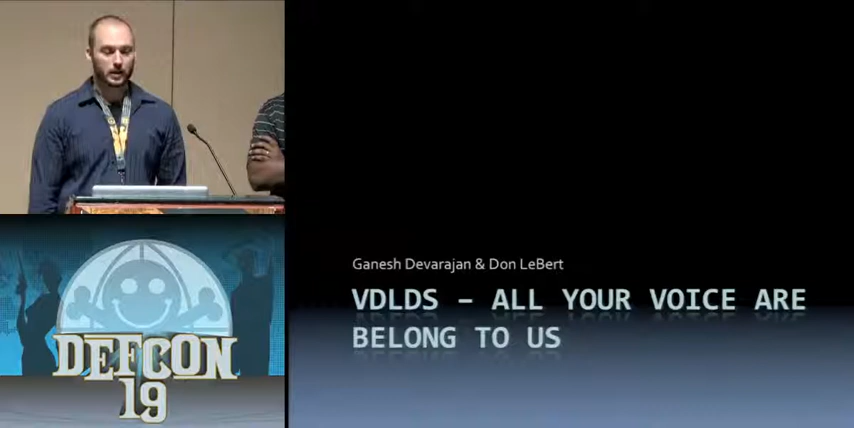 Ganesh Devarajan & Don LeBert
VDLDS – ALL YOUR VOICE ARE
BELONG TO US
DEFCON
19